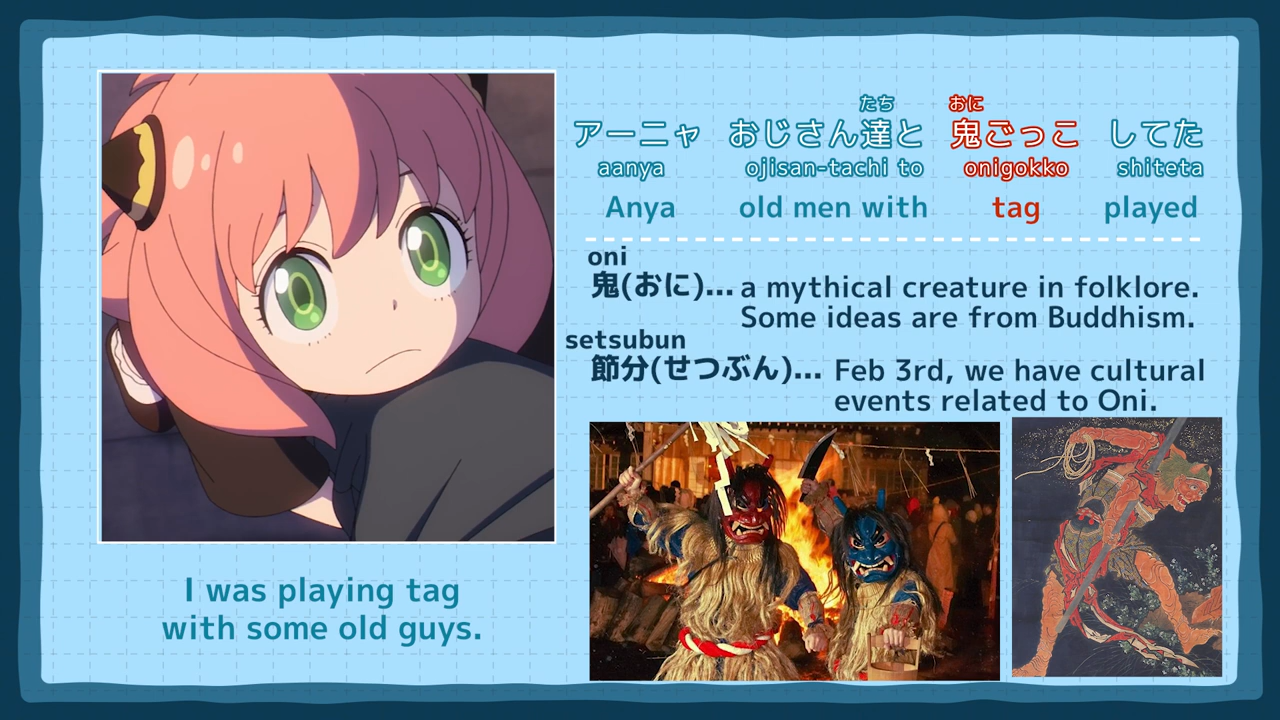 たち おに
アーニャ おじさん達と 鬼ごっこ してた
aanya ojisan-tachi to onigokko shiteta
Anya old men with tag played
oni
鬼(おに)... a mythical creature in folklore.
Some ideas are from Buddhism.
setsubun
節分(せつぶん)... Feb 3rd, we have cultural
events related to Oni.
I was playing tag
with some old guys.